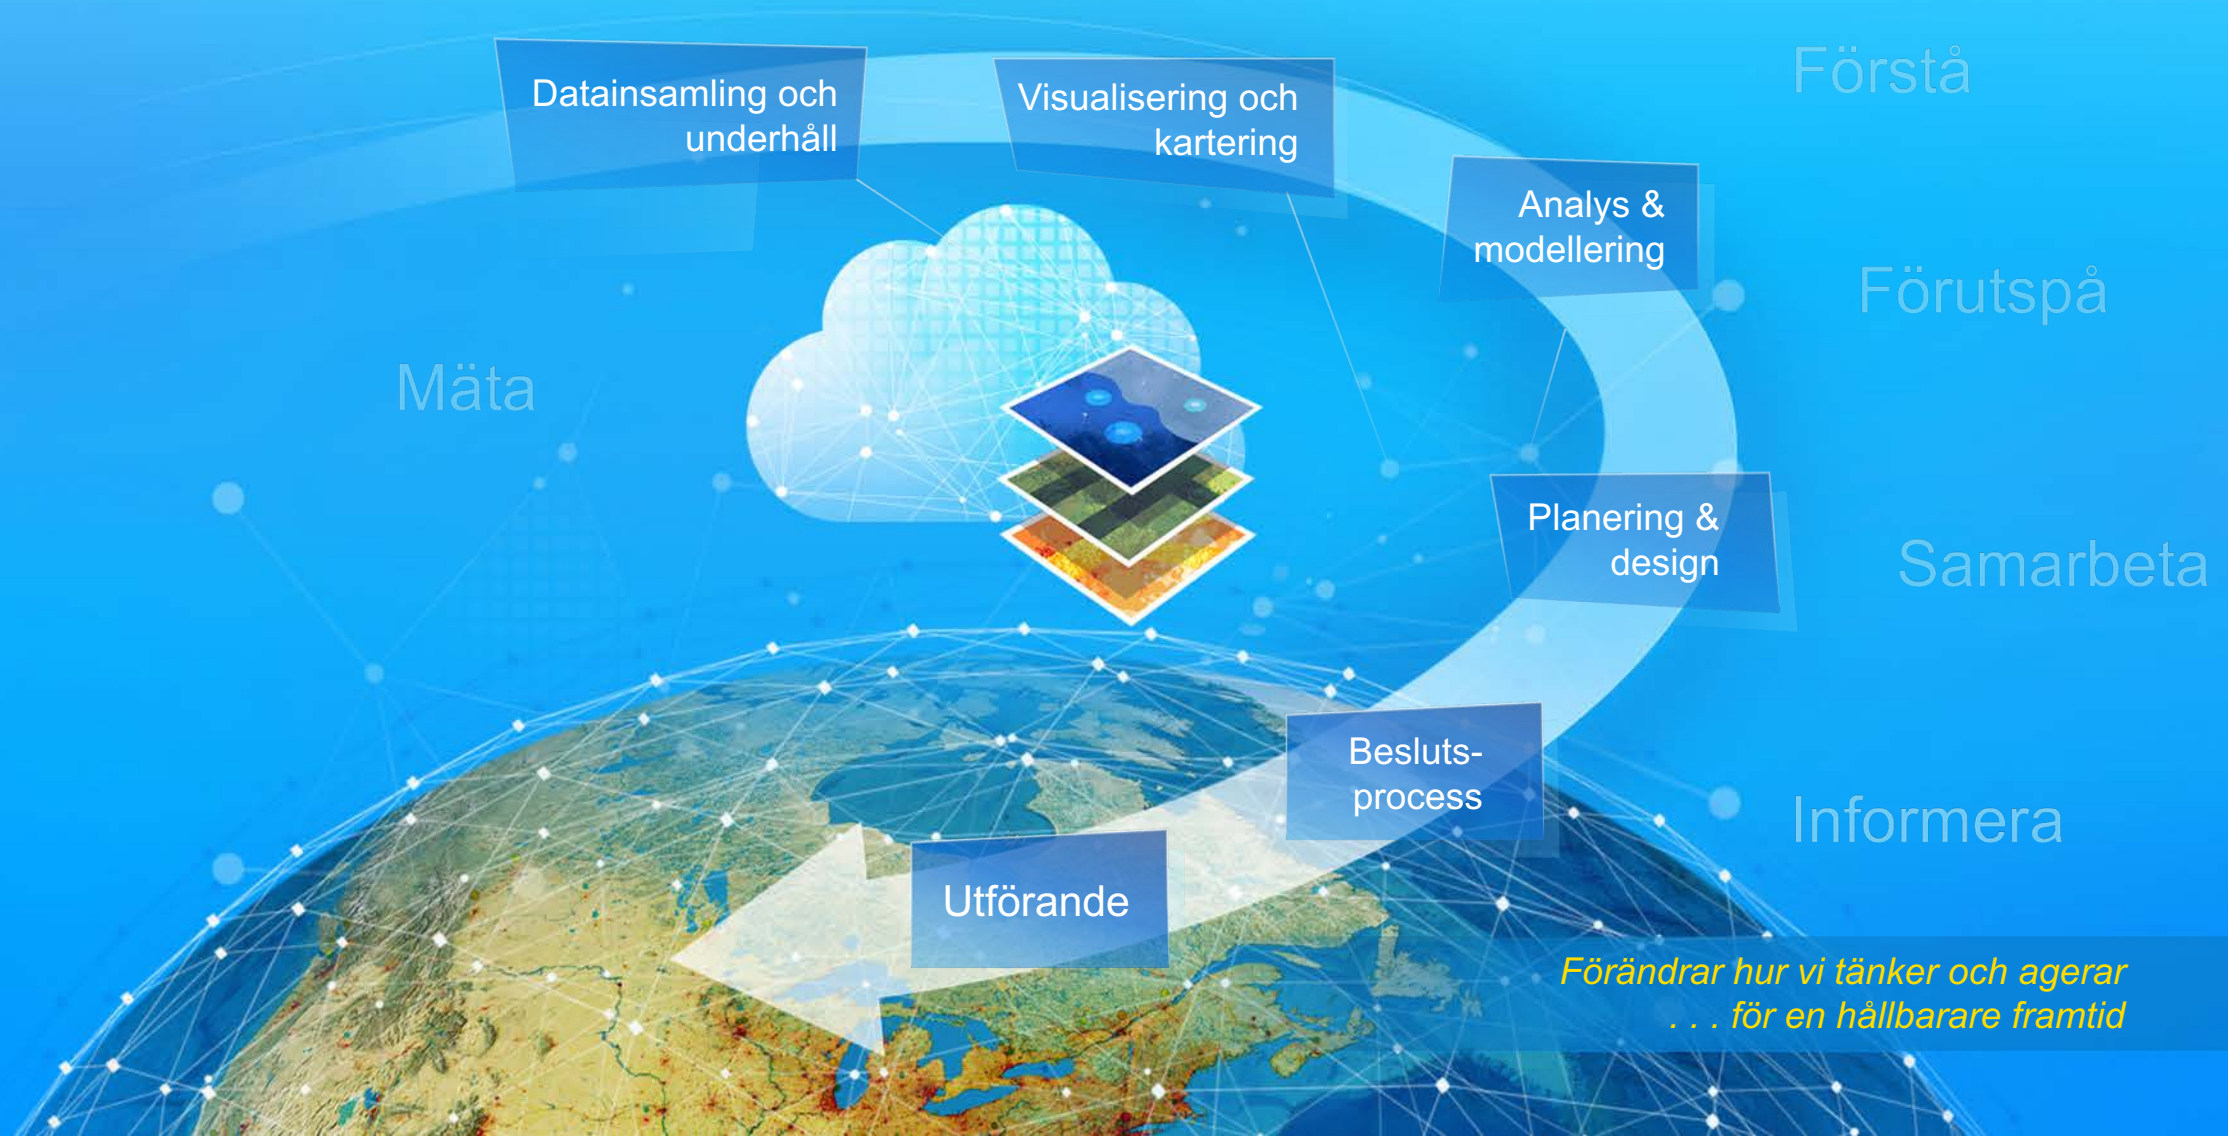 Datainsamling och
underhåll
Visualisering och
kartering
Förstå
Analys &
modellering
Förutspå
Mäta
Planering &
design
Samarbeta
Besluts-
process
Informera
Utförande
Förändrar hur vi tänker och agerar
. . . för en hållbarare framtid